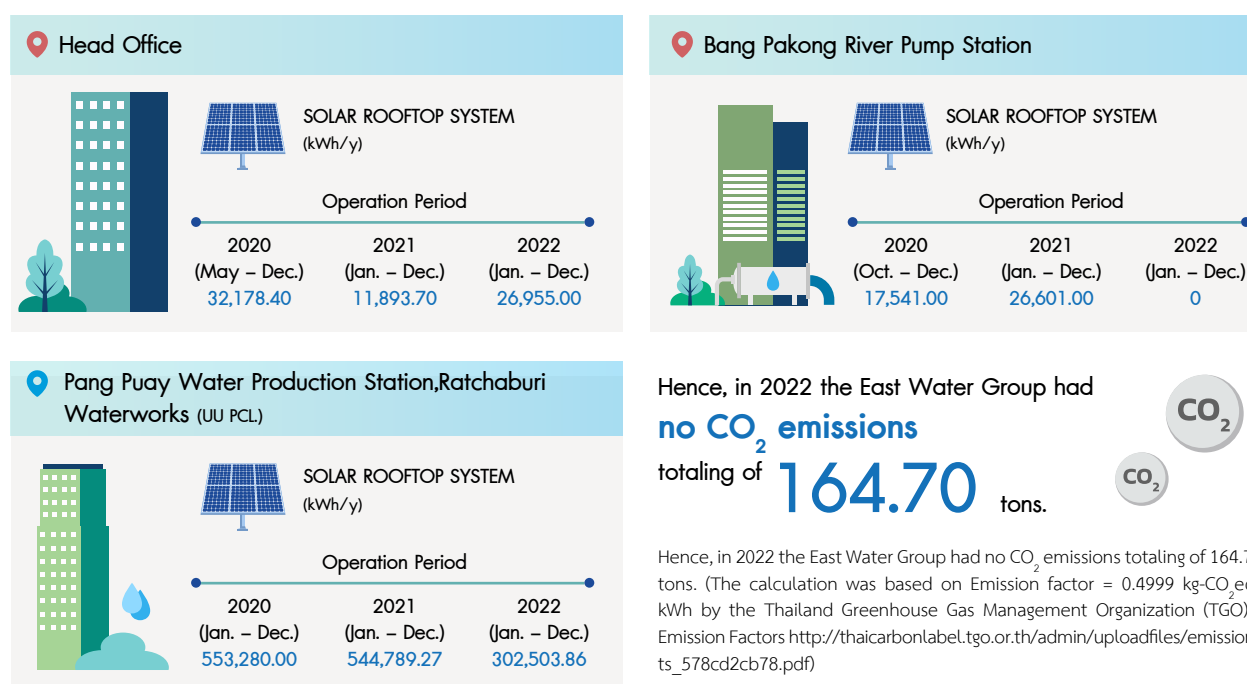 Head Office
SOLAR ROOFTOP SYSTEM
(kWh/y)
Operation Period
2020 2021 2022
(May – Dec.) (Jan. – Dec.) (Jan. – Dec.)
32,178.40 11,893.70 26,955.00
Bang Pakong River Pump Station
SOLAR ROOFTOP SYSTEM
(kWh/y)
Operation Period
2020 2021 2022
(Oct. – Dec.) (Jan. – Dec.) (Jan. – Dec.)
17,541.00 26,601.00 0
Pang Puay Water Production Station,Ratchaburi
Waterworks (UU PCL.)
SOLAR ROOFTOP SYSTEM
(kWh/y)
Operation Period
2020 2021 2022
(Jan. – Dec.) (Jan. – Dec.) (Jan. – Dec.)
553,280.00 544,789.27 302,503.86
Hence, in 2022 the East Water Group had
no CO2 emissions
totaling of 164.70 tons.
CO2
CO2
Hence, in 2022 the East Water Group had no CO2 emissions totaling of 164.7
tons. (The calculation was based on Emission factor = 0.4999 kg-CO2e
kWh by the Thailand Greenhouse Gas Management Organization (TGO)
Emission Factors http://thaicarbonlabel.tgo.or.th/admin/uploadfiles/emission
ts_578cd2cb78.pdf)